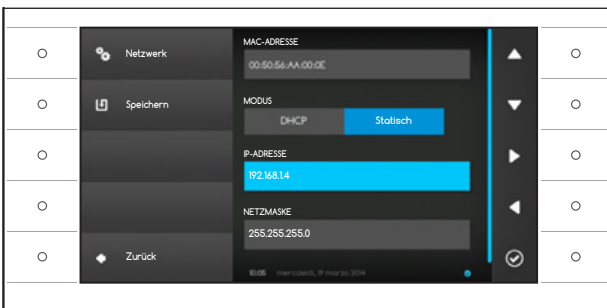 Netzwerk
Speichern
Zurück
MAC-ADRESSE
00:50:56:AA:00:0E
MODUS
DHCP
Statisch
IP-ADRESSE
192.168.1.4
NETZMASKE
255.255.255.0
10:05 mercoledì, 19 marzo 2014